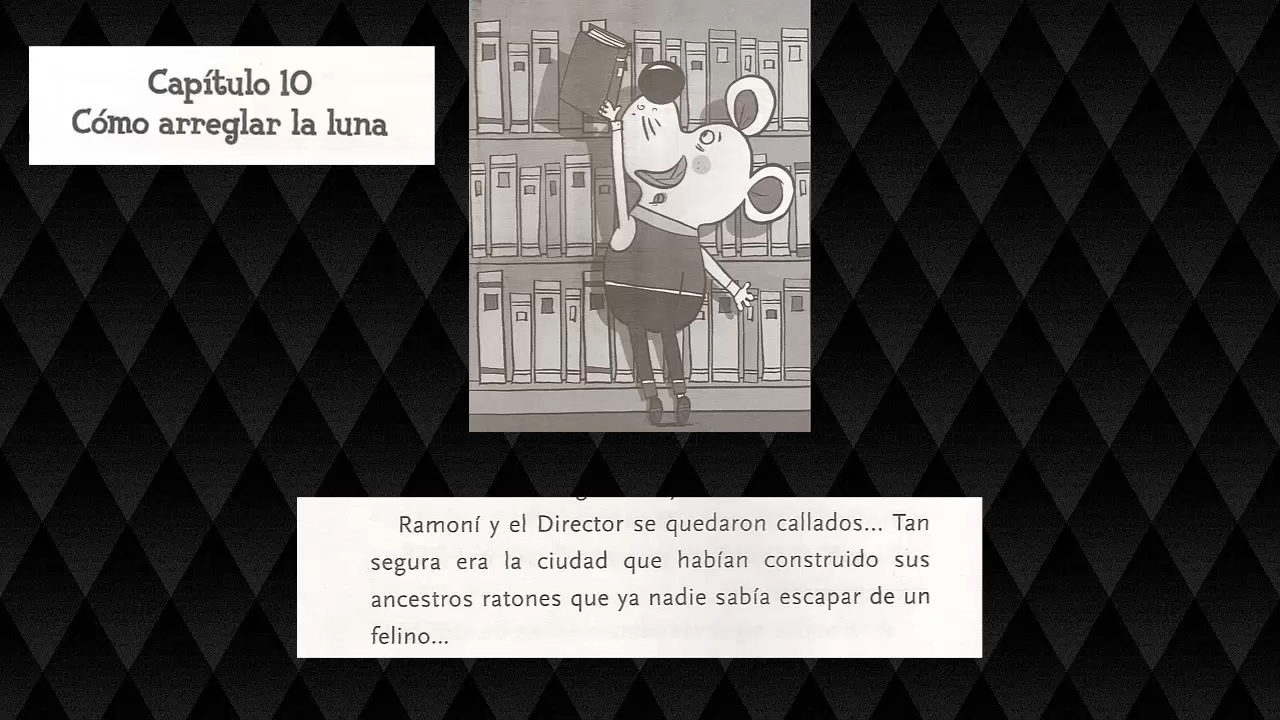 Capítulo 10
Cómo arreglar la luna
Ramoní y el Director se quedaron callados... Tan
segura era la ciudad que habían construido sus
ancestros ratones que ya nadie sabía escapar de un
felino...